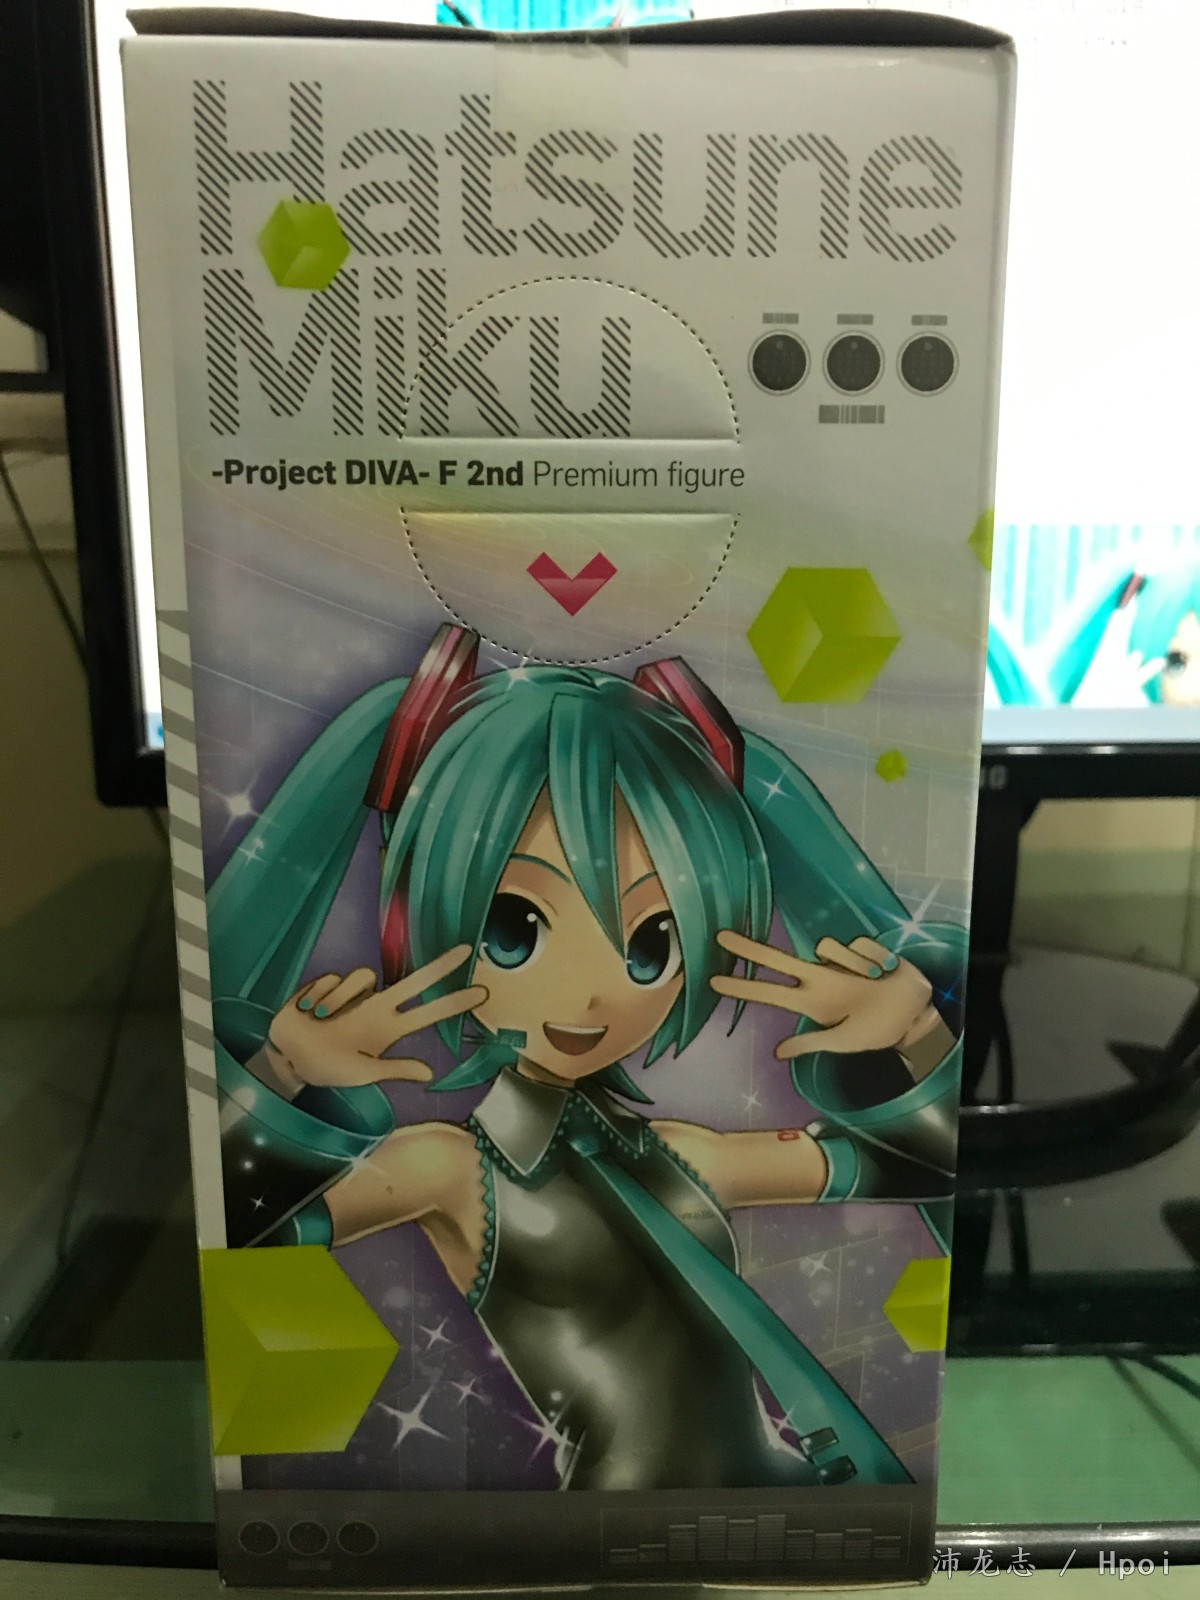 Hatsune
Miku
-Project DIVA- F 2nd Premium figure
沛龙志 / Hpoi